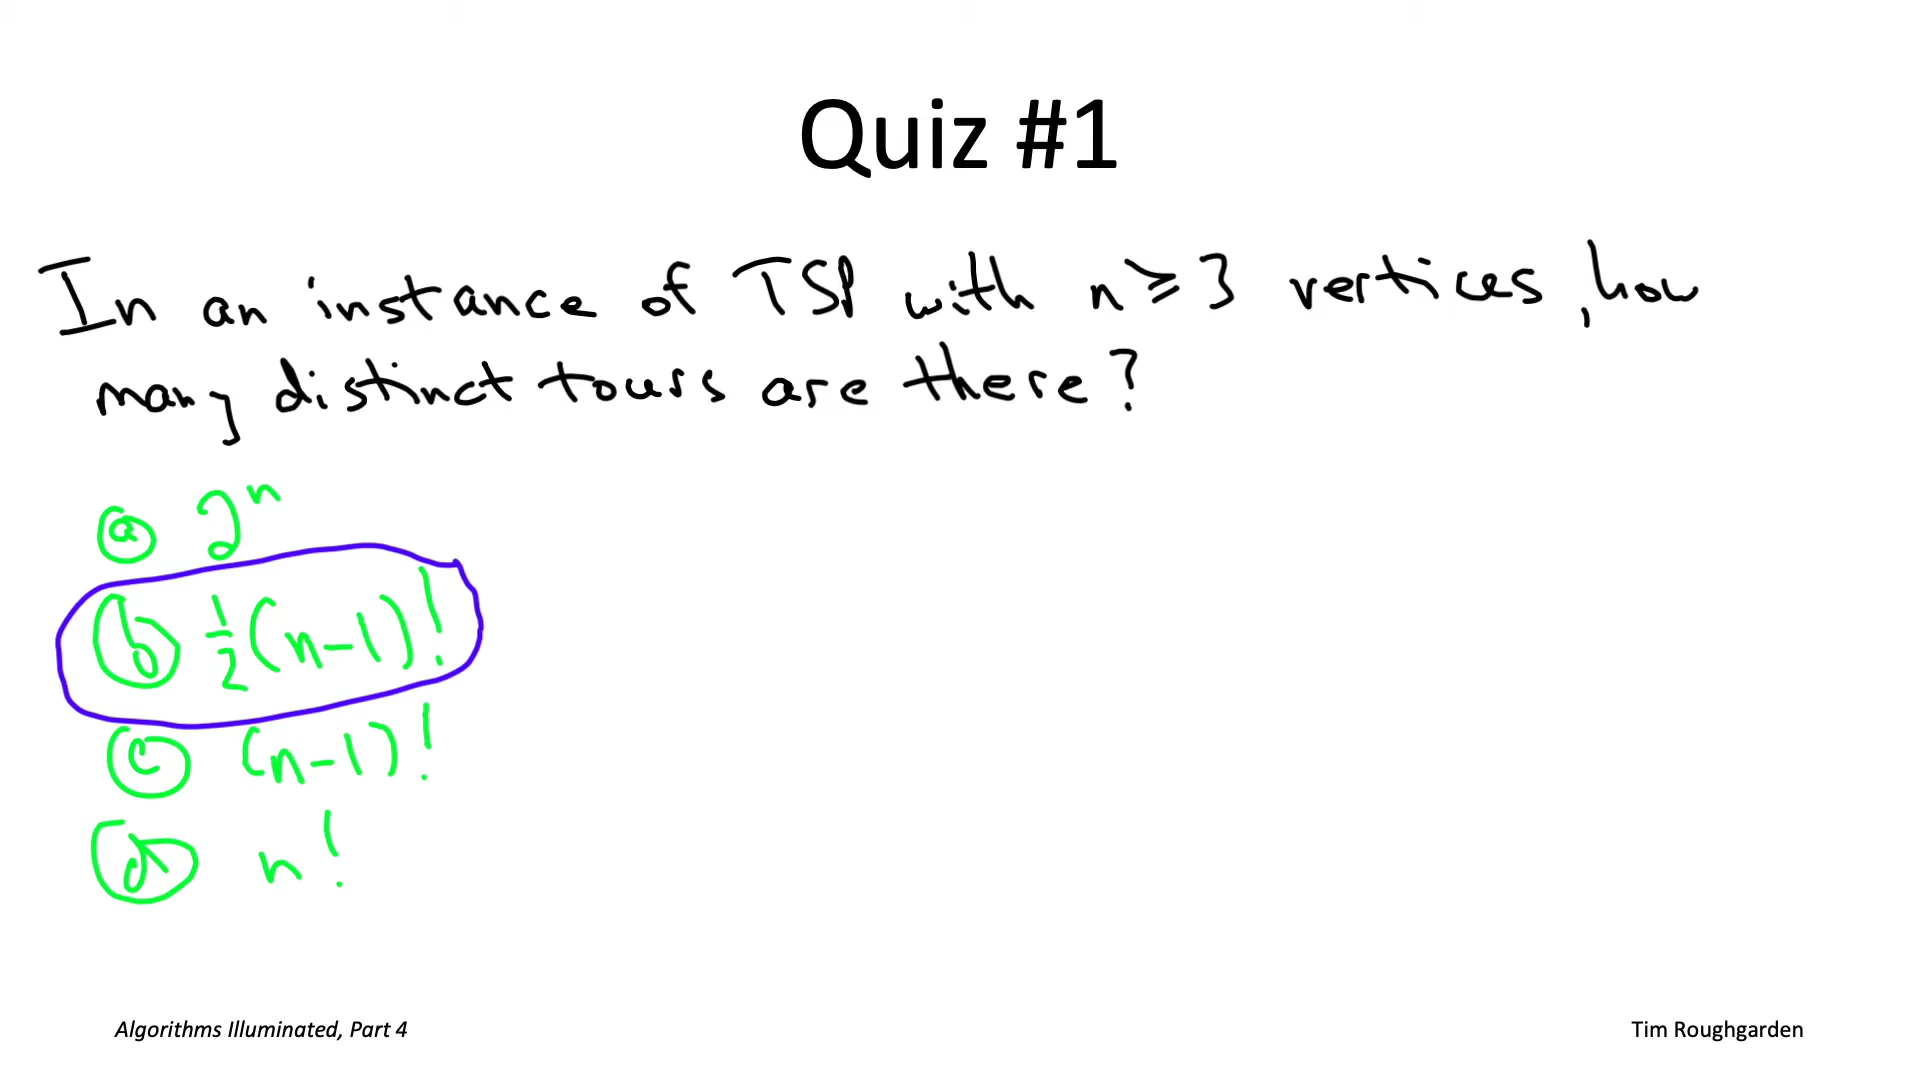 Quiz #1
In an instance of TSP with n ≥ 3 vertices, how
many distinct tours are there?
(a) 2^n
(b) 1/2 (n-1)!
(c) (n-1)!
(d) n!
Algorithms Illuminated, Part 4
Tim Roughgarden